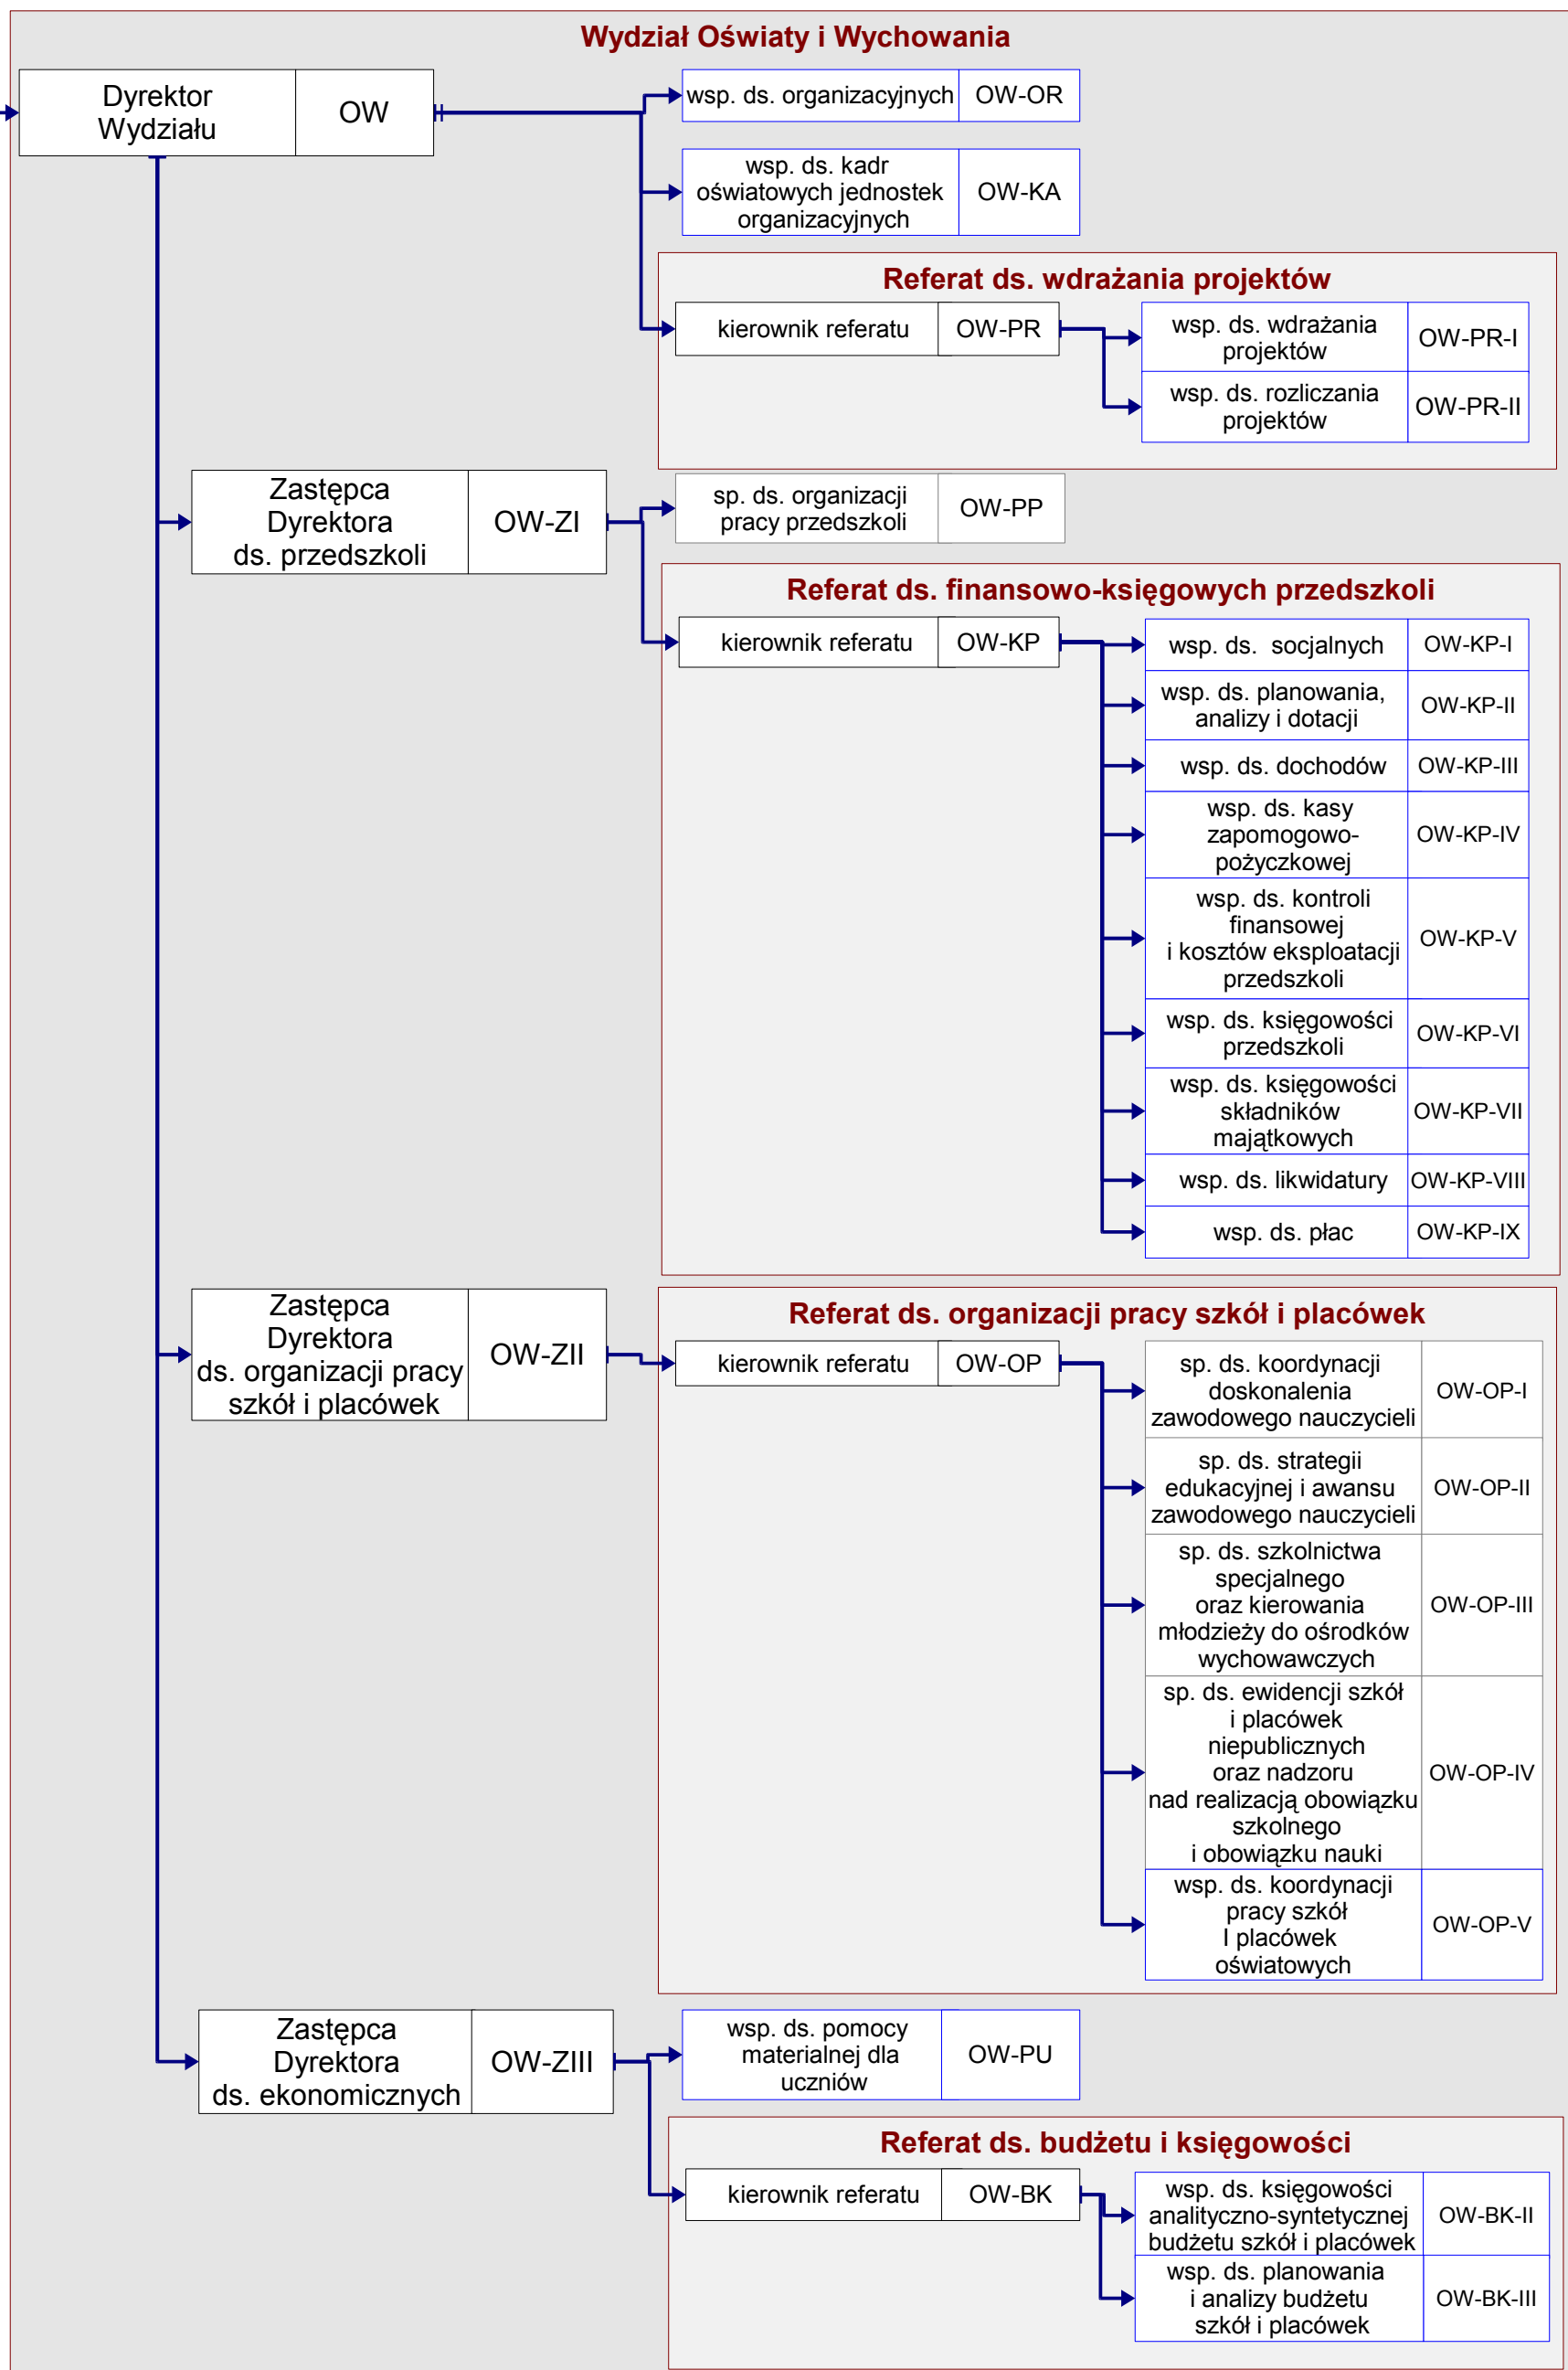 Wydział Oświaty i Wychowania
Dyrektor
Wydziału
OW
wsp. ds. organizacyjnych
OW-OR
wsp. ds. kadr
oświatowych jednostek
organizacyjnych
OW-KA
Referat ds. wdrażania projektów
kierownik referatu
OW-PR
wsp. ds. wdrażania
projektów
OW-PR-I
wsp. ds. rozliczania
projektów
OW-PR-II
Zastępca
Dyrektora
ds. przedszkoli
OW-ZI
sp. ds. organizacji
pracy przedszkoli
OW-PP
Referat ds. finansowo-księgowych przedszkoli
kierownik referatu
OW-KP
wsp. ds. socjalnych
OW-KP-I
wsp. ds. planowania,
analizy i dotacji
OW-KP-II
wsp. ds. dochodów
OW-KP-III
wsp. ds. kasy
zapomogowo-
pożyczkowej
OW-KP-IV
wsp. ds. kontroli
finansowej
i kosztów eksploatacji
przedszkoli
OW-KP-V
wsp. ds. księgowości
przedszkoli
OW-KP-VI
wsp. ds. księgowości
składników
majątkowych
OW-KP-VII
wsp. ds. likwidatury
OW-KP-VIII
wsp. ds. płac
OW-KP-IX
Zastępca
Dyrektora
ds. organizacji pracy
szkół i placówek
OW-ZII
Referat ds. organizacji pracy szkół i placówek
kierownik referatu
OW-OP
sp. ds. koordynacji
doskonalenia
zawodowego nauczycieli
OW-OP-I
sp. ds. strategii
edukacyjnej i awansu
zawodowego nauczycieli
OW-OP-II
sp. ds. szkolnictwa
specjalnego
oraz kierowania
młodzieży do ośrodków
wychowawczych
OW-OP-III
sp. ds. ewidencji szkół
i placówek
niepublicznych
oraz nadzoru
nad realizacją obowiązku
szkolnego
i obowiązku nauki
OW-OP-IV
wsp. ds. koordynacji
pracy szkół
I placówek
oświatowych
OW-OP-V
Zastępca
Dyrektora
ds. ekonomicznych
OW-ZIII
wsp. ds. pomocy
materialnej dla
uczniów
OW-PU
Referat ds. budżetu i księgowości
kierownik referatu
OW-BK
wsp. ds. księgowości
analityczno-syntetycznej
budżetu szkół i placówek
OW-BK-II
wsp. ds. planowania
i analizy budżetu
szkół i placówek
OW-BK-III